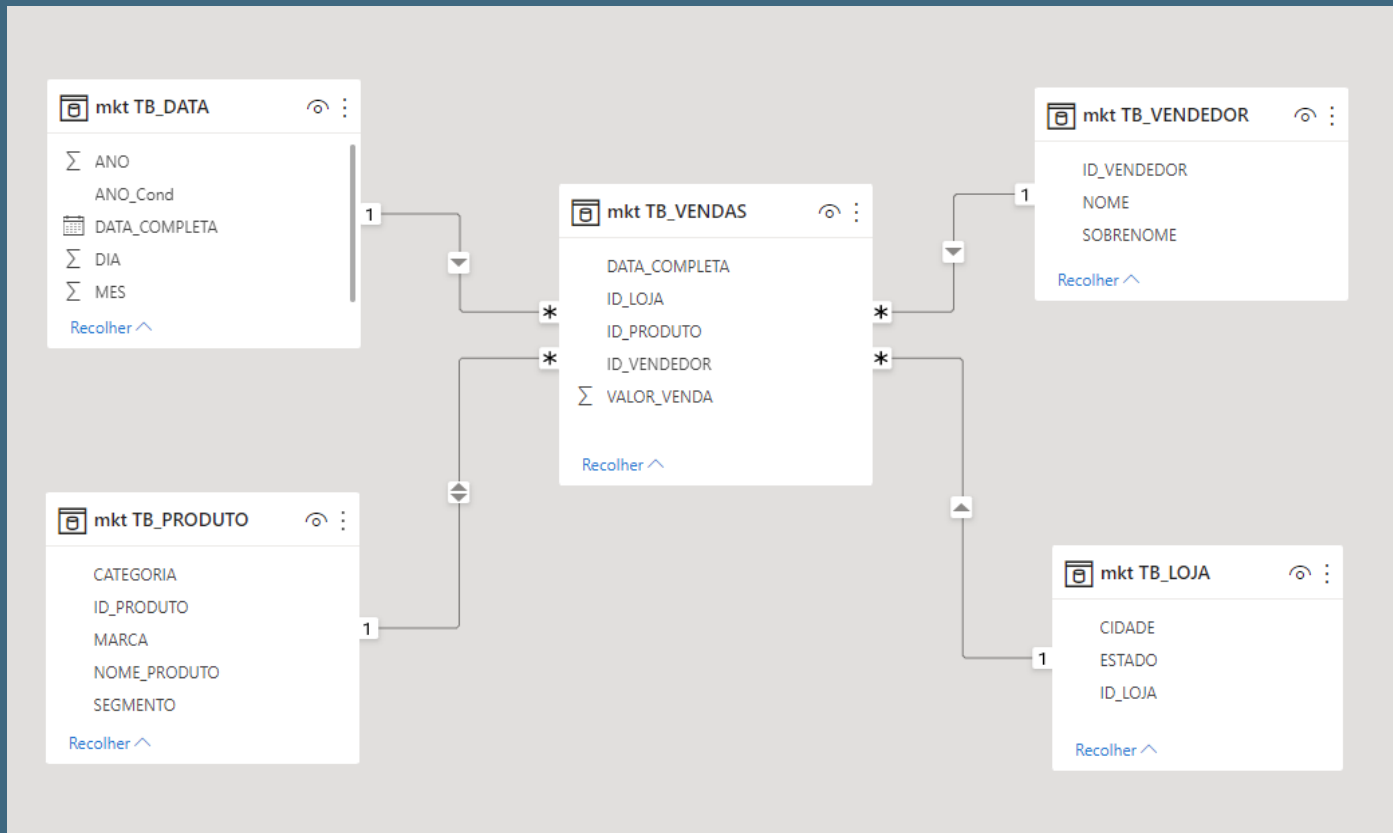 mkt TB_DATA
ANO
ANO_Cond
DATA_COMPLETA
DIA
MES
Recolher
1
*
mkt TB_VENDAS
DATA_COMPLETA
ID_LOJA
ID_PRODUTO
ID_VENDEDOR
VALOR_VENDA
Recolher
*
*
*
mkt TB_VENDEDOR
ID_VENDEDOR
NOME
SOBRENOME
Recolher
1
mkt TB_PRODUTO
CATEGORIA
ID_PRODUTO
MARCA
NOME_PRODUTO
SEGMENTO
Recolher
1
mkt TB_LOJA
CIDADE
ESTADO
ID_LOJA
Recolher
1